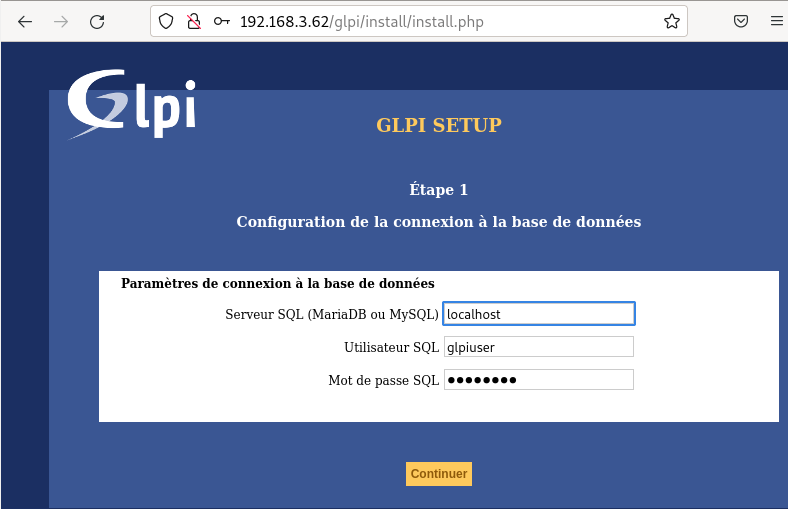 192.168.3.62/glpi/install/install.php
Glpi
GLPI SETUP
Étape 1
Configuration de la connexion à la base de données
Paramètres de connexion à la base de données
Serveur SQL (MariaDB ou MySQL) localhost
Utilisateur SQL glpiuser
Mot de passe SQL ●●●●●●●●
Continuer